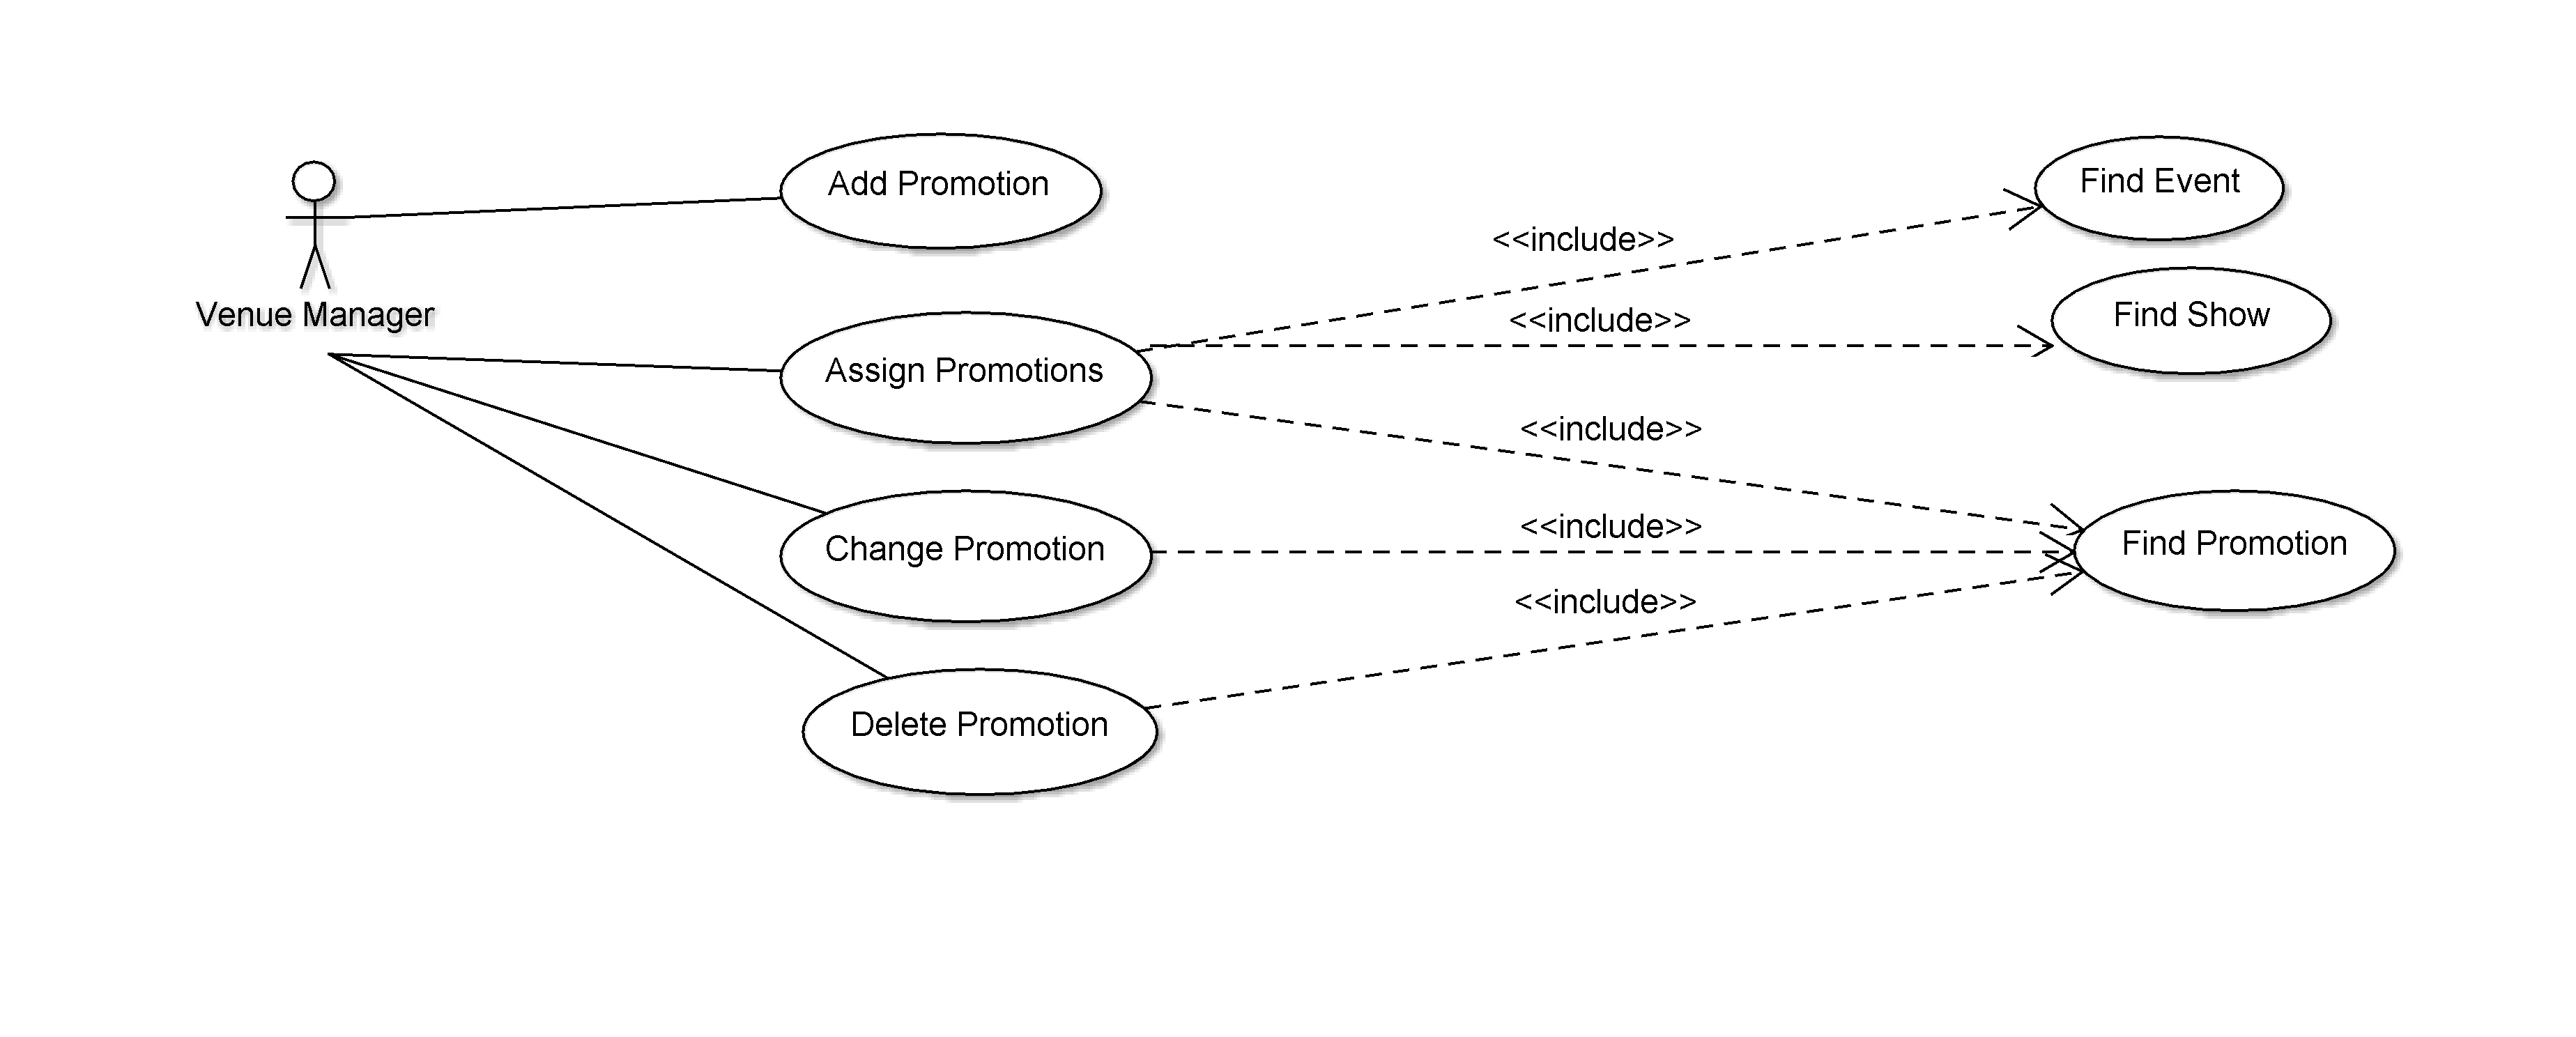 Add Promotion
Find Event
<<include>>
Venue Manager
<<include>>
Find Show
Assign Promotions
<<include>>
<<include>>
Change Promotion
Find Promotion
<<include>>
Delete Promotion